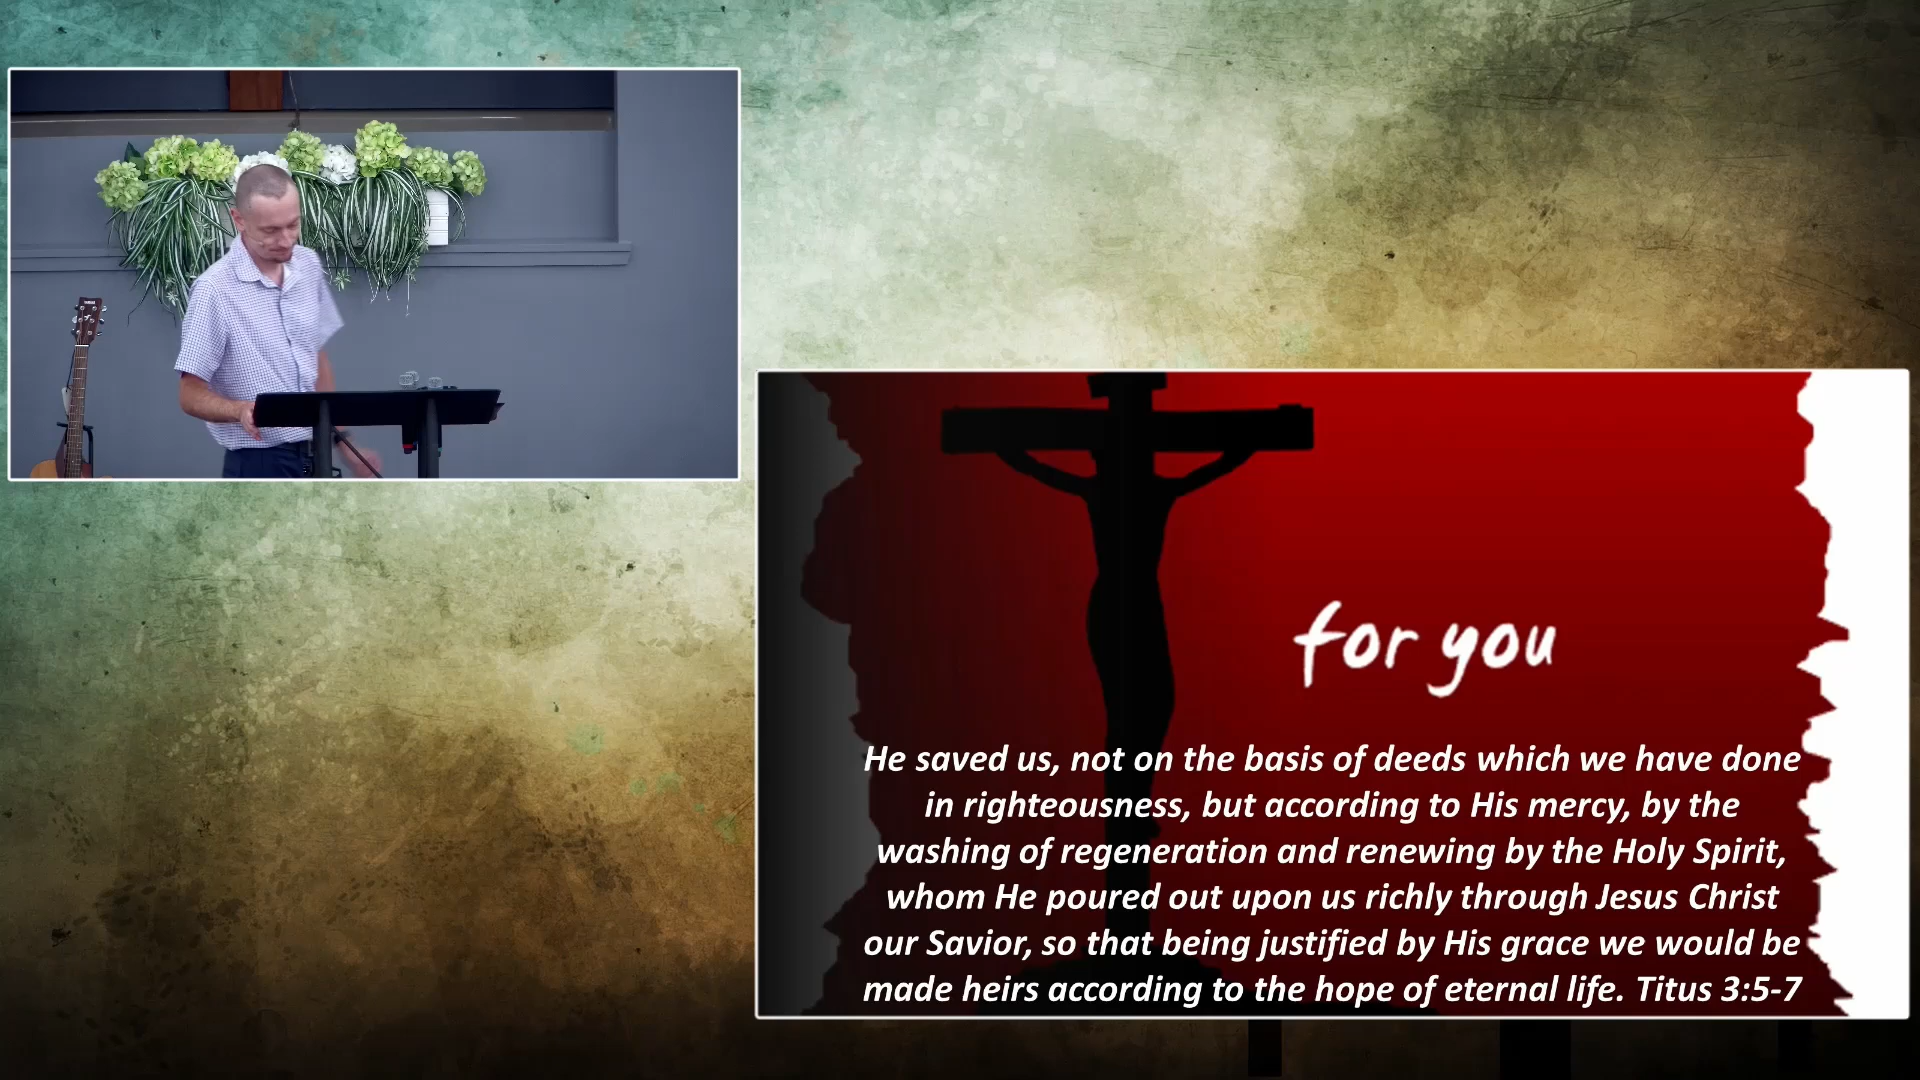 for you
He saved us, not on the basis of deeds which we have done
in righteousness, but according to His mercy, by the
washing of regeneration and renewing by the Holy Spirit,
whom He poured out upon us richly through Jesus Christ
our Savior, so that being justified by His grace we would be
made heirs according to the hope of eternal life. Titus 3:5-7